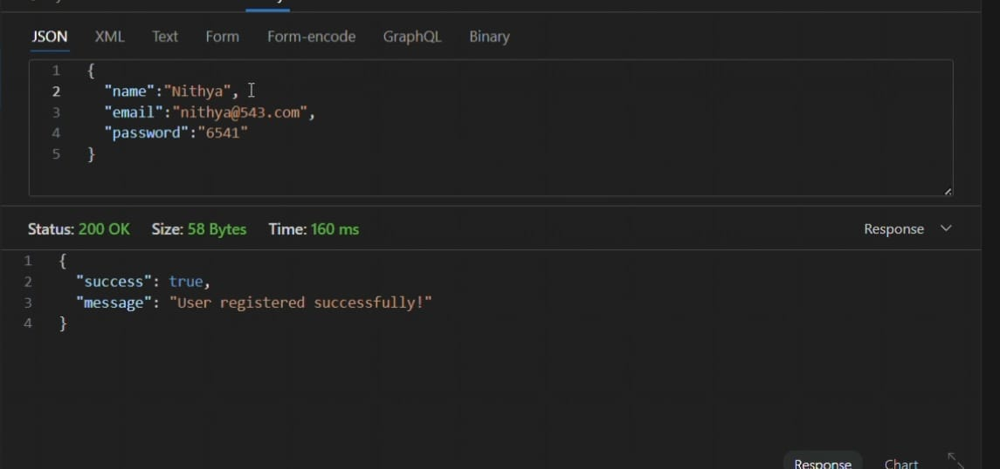 JSON XML Text Form Form-encode GraphQL Binary
1 {
2 "name":"Nithya",
3 "email":"nithya@543.com",
4 "password":"6541"
5 }
Status: 200 OK Size: 58 Bytes Time: 160 ms Response
1 {
2 "success": true,
3 "message": "User registered successfully!"
4 }
Response Chart